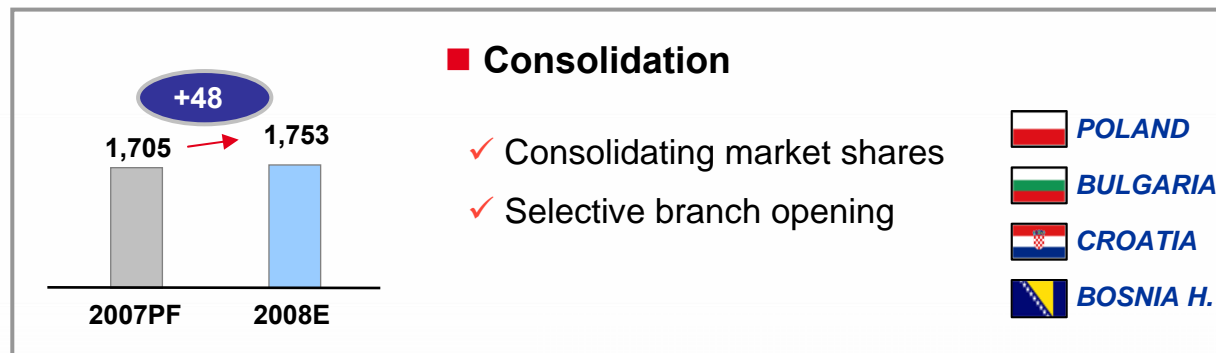 Consolidation
+48
1,705
1,753
2007PF
2008E
Consolidating market shares
Selective branch opening
POLAND
BULGARIA
CROATIA
BOSNIA H.